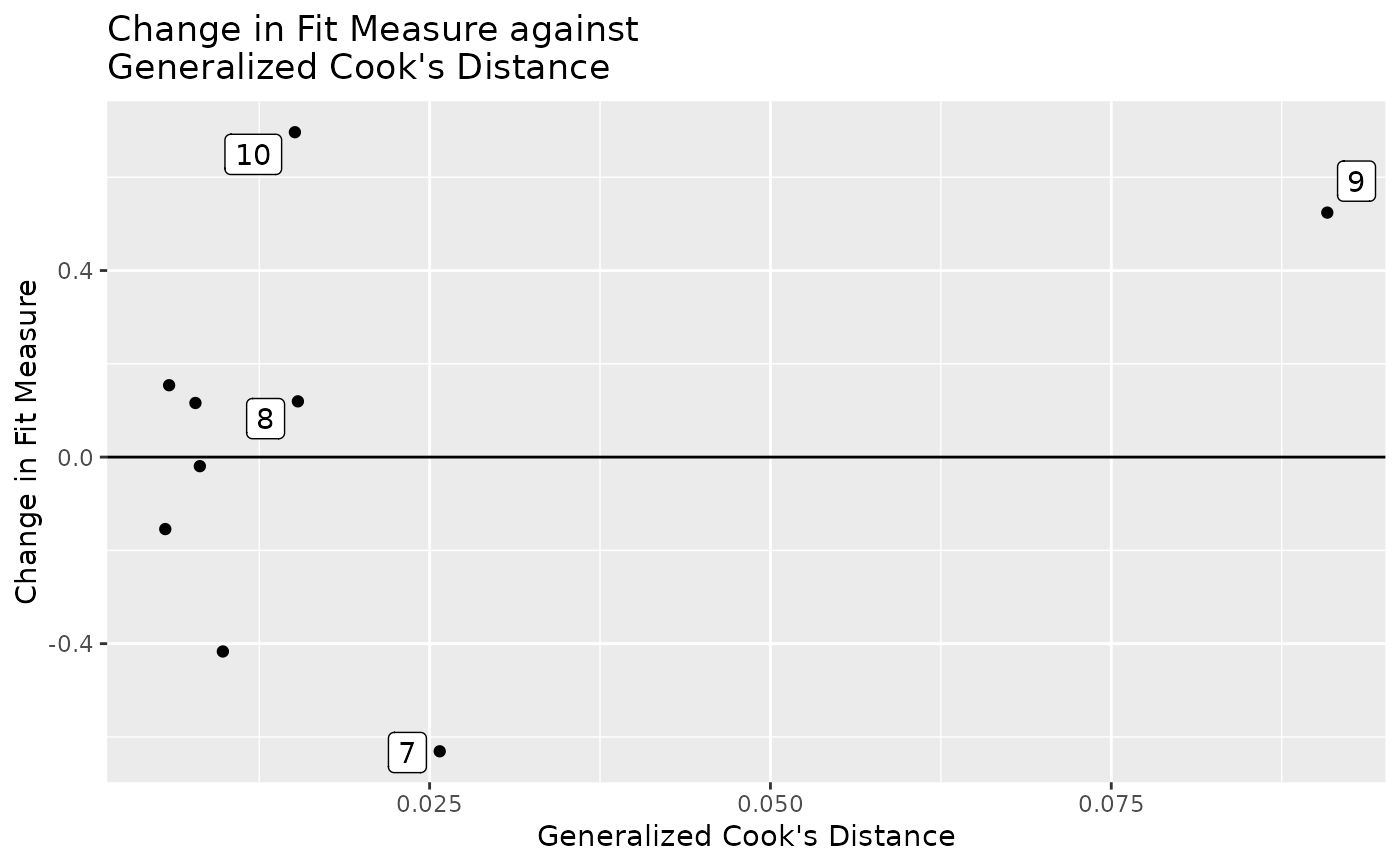 Change in Fit Measure against
Generalized Cook's Distance
10
9
0.4
8
0.0
-0.4
7
Change in Fit Measure
0.025
0.050
0.075
Generalized Cook's Distance